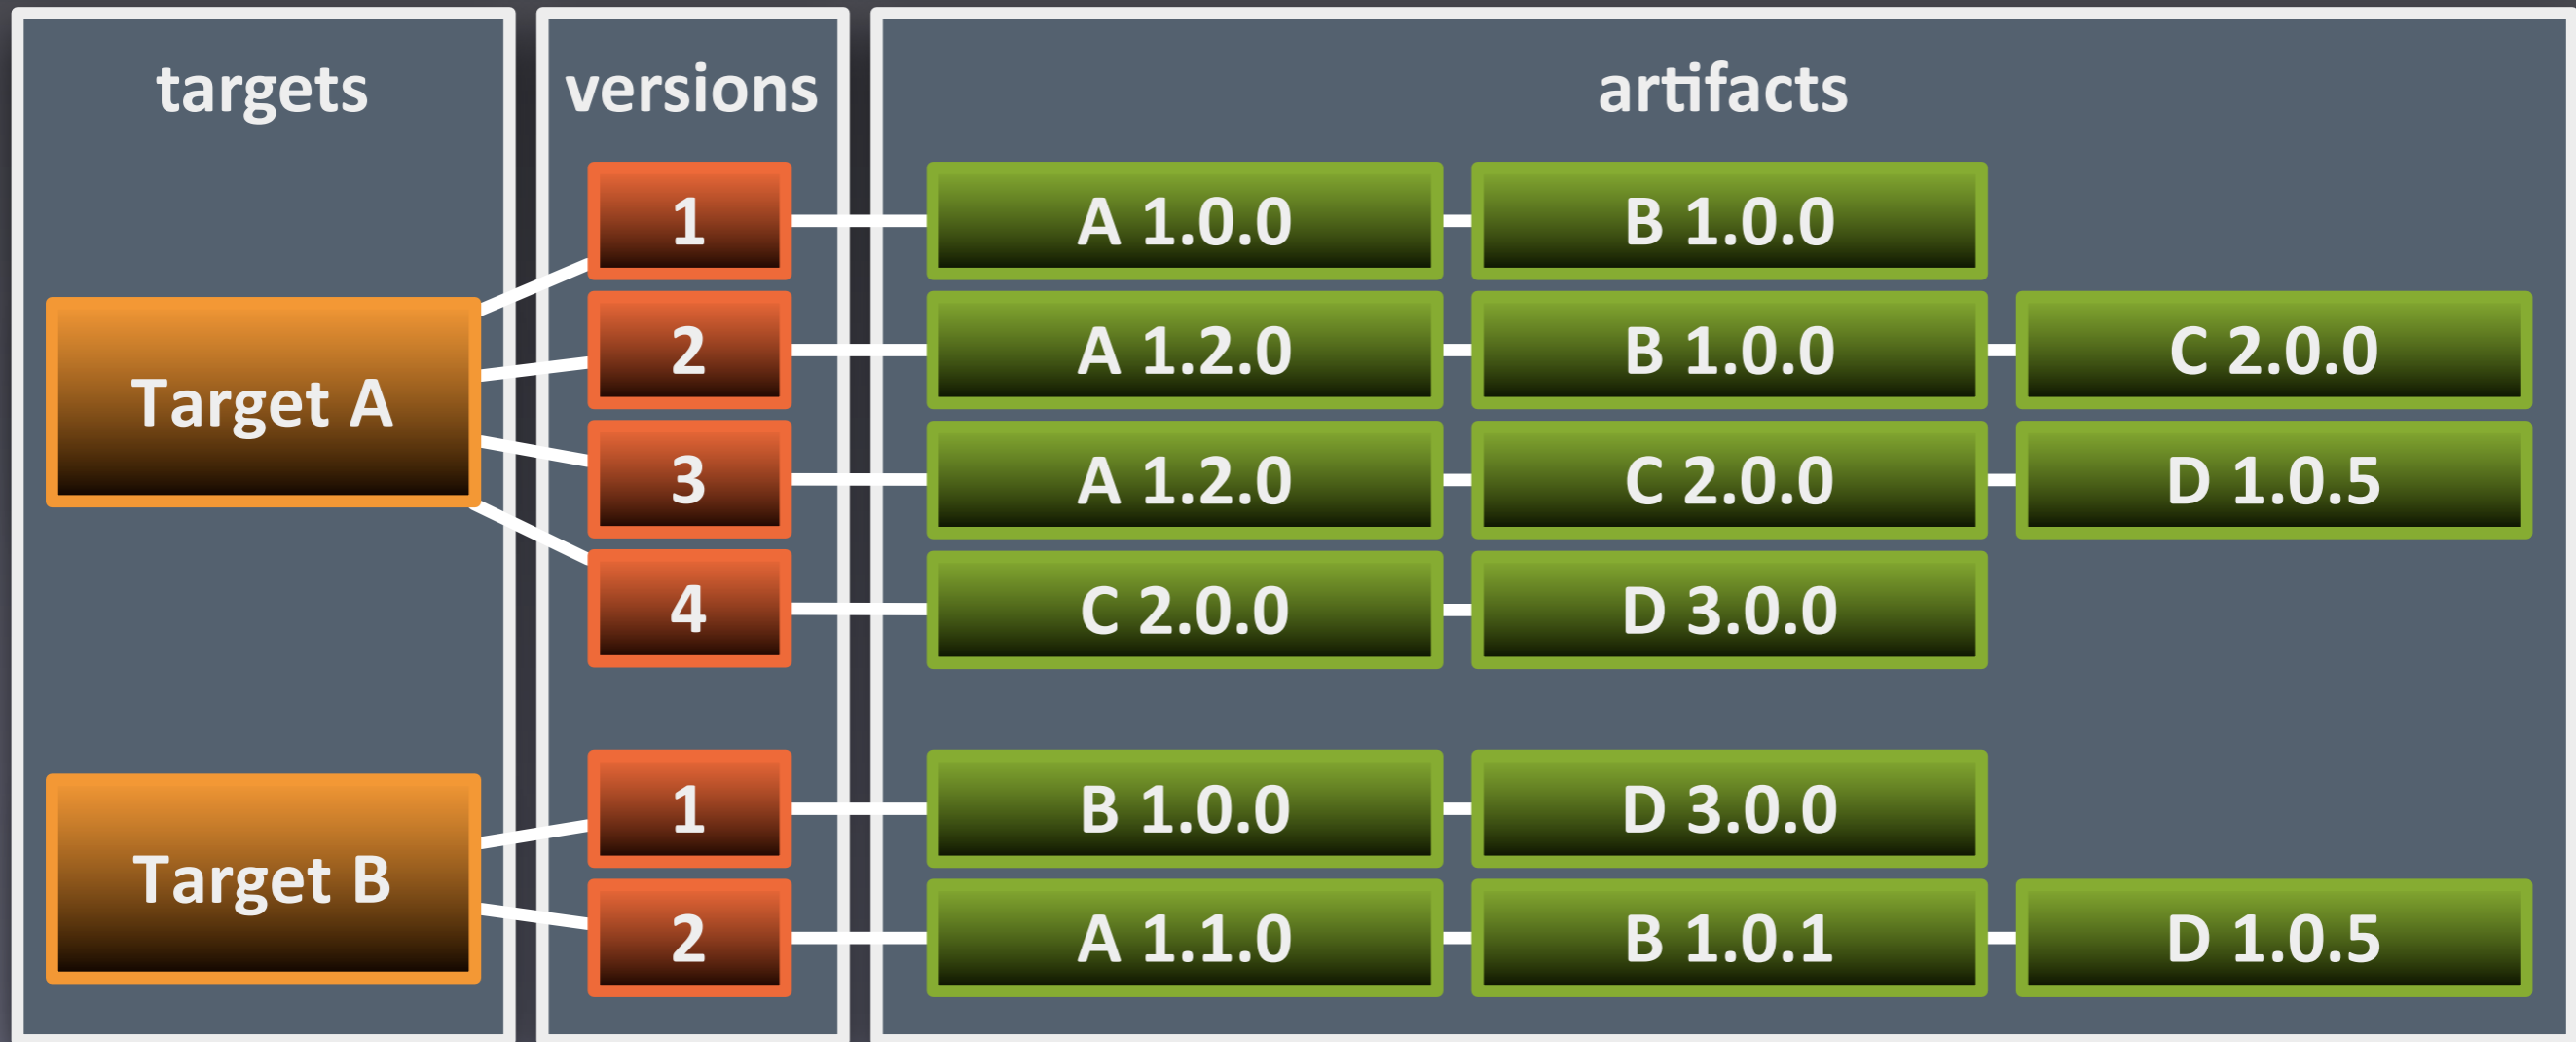 targets
versions
artifacts
Target A
1
A 1.0.0
B 1.0.0
2
A 1.2.0
B 1.0.0
C 2.0.0
3
A 1.2.0
C 2.0.0
D 1.0.5
4
C 2.0.0
D 3.0.0
Target B
1
B 1.0.0
D 3.0.0
2
A 1.1.0
B 1.0.1
D 1.0.5